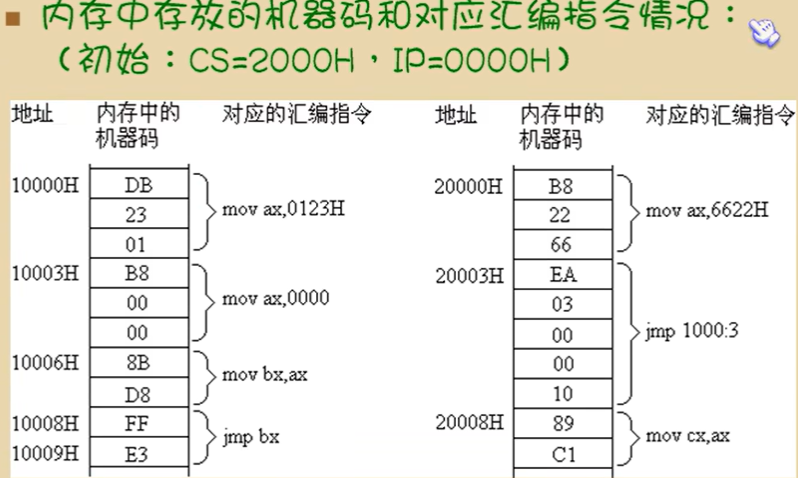 内存中存放的机器码和对应汇编指令情况：
（初始：CS=2000H，IP=0000H）
地址 内存中的 对应的汇编指令 地址 内存中的 对应的汇编指令
机器码 机器码
10000H DB 20000H B8
23 mov ax,0123H 22 mov ax,6622H
01 66
10003H B8 20003H EA
00 mov ax,0000 03
00 00 jmp 1000:3
10006H 8B 00
D8 mov bx,ax 10
10008H FF 20008H 89
jmp bx mov cx,ax
10009H E3 C1